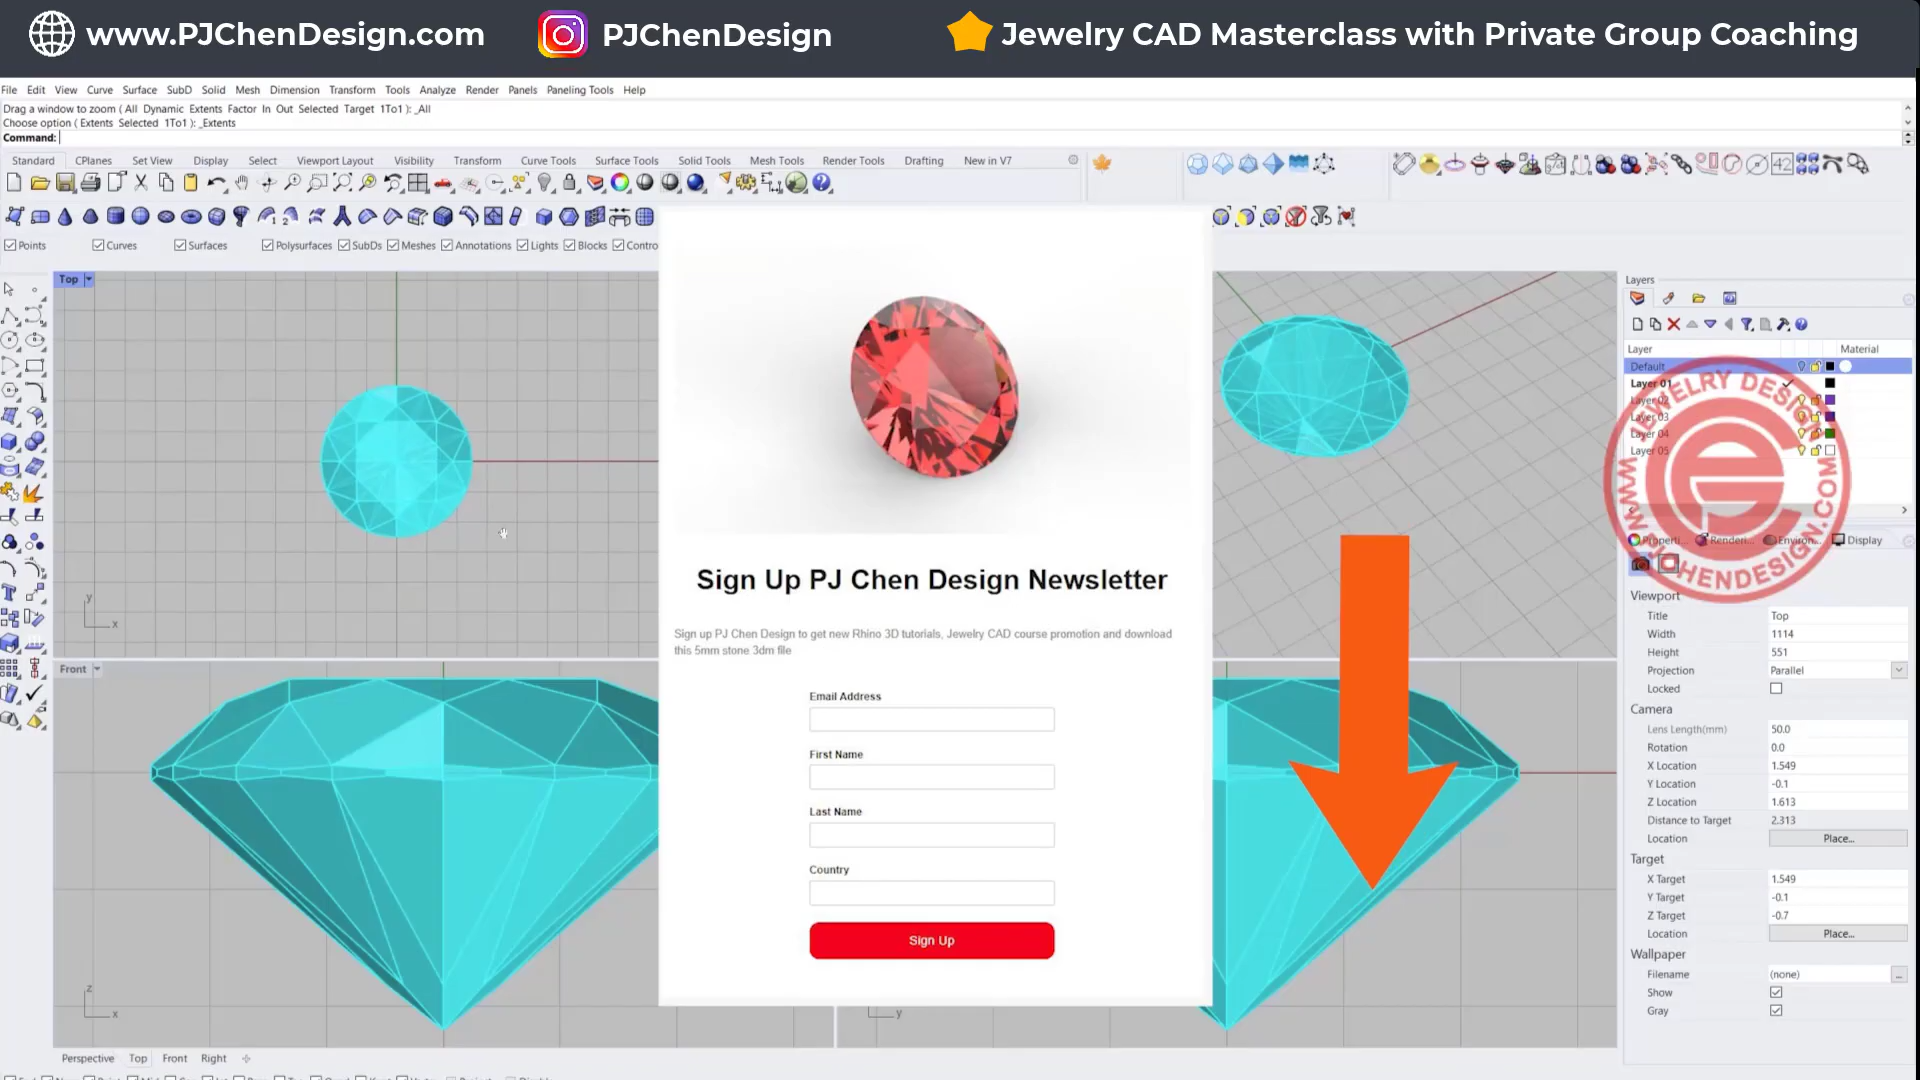 www.PJChenDesign.com
PJChenDesign
Jewelry CAD Masterclass with Private Group Coaching
File Edit View Curve Surface SubD Solid Mesh Dimension Transform Tools Analyze Render Panels Paneling Tools Help
Drag a window to zoom ( All Dynamic Extents Factor In Out Selected Target 1To1 ): _All
Choose option ( Extents Selected 1To1 ): _Extents
Command:
Standard CPlanes Set View Display Select Viewport Layout Visibility Transform Curve Tools Surface Tools Solid Tools Mesh Tools Render Tools Drafting New in V7
42
Points Curves Surfaces Polysurfaces SubDs Meshes Annotations Lights Blocks Contro
Top
y
x
Front
z
x
y
Sign Up PJ Chen Design Newsletter
Sign up PJ Chen Design to get new Rhino 3D tutorials, Jewelry CAD course promotion and download
this 5mm stone 3dm file
Email Address
First Name
Last Name
Country
Sign Up
Layers
Layer Material
Default
Layer 01
Layer 02
Layer 03
Layer 04
Layer 05
JEWELRY DESIGN
WWW.PJCHENDESIGN.COM
Properti... Renderi... Environ... Display
Viewport
Title Top
Width 1114
Height 551
Projection Parallel
Locked
Camera
Lens Length(mm) 50.0
Rotation 0.0
X Location 1.549
Y Location -0.1
Z Location 1.613
Distance to Target 2.313
Location Place...
Target
X Target 1.549
Y Target -0.1
Z Target -0.7
Location Place...
Wallpaper
Filename (none) ...
Show
Gray
Perspective Top Front Right